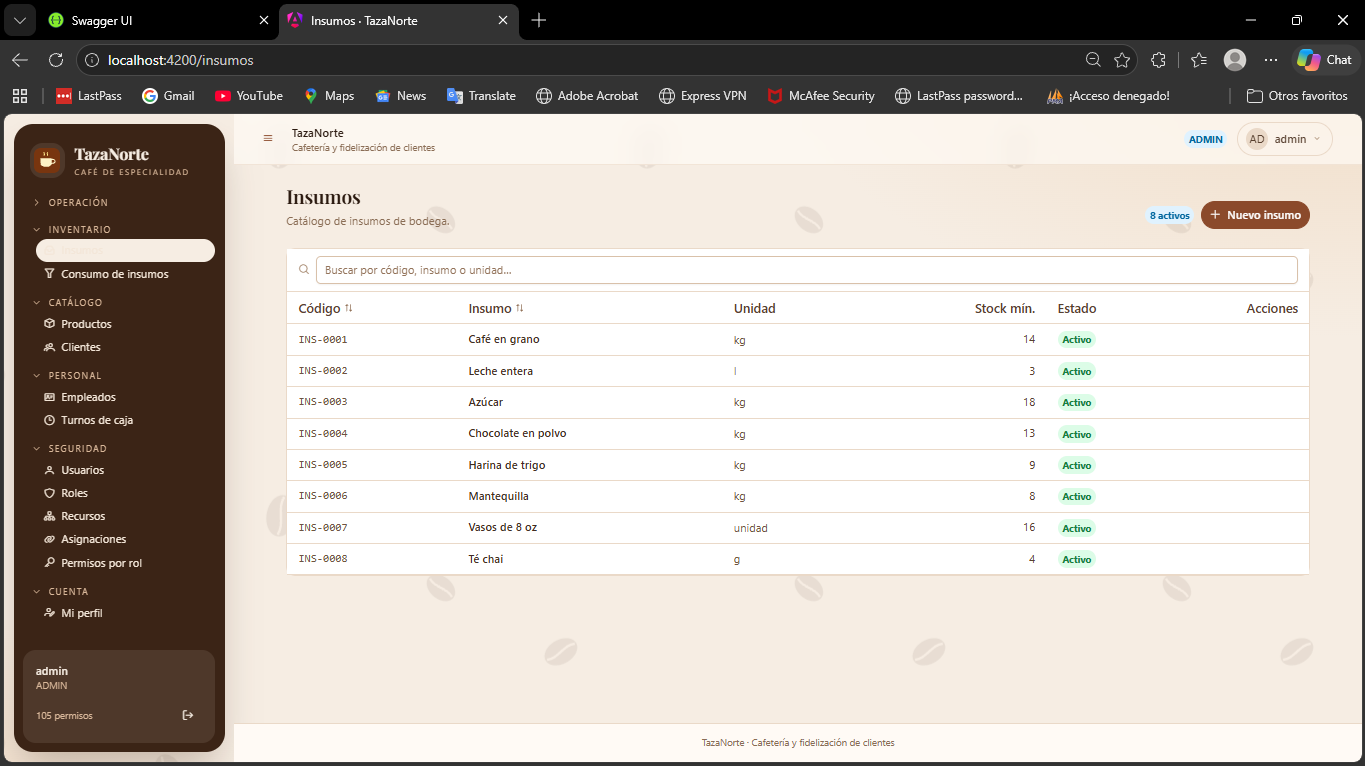 Swagger UI
Insumos · TazaNorte
localhost:4200/insumos
Chat
LastPass
Gmail
YouTube
Maps
News
Translate
Adobe Acrobat
Express VPN
McAfee Security
LastPass password...
¡Acceso denegado!
Otros favoritos
TazaNorte
CAFÉ DE ESPECIALIDAD
OPERACIÓN
INVENTARIO
Insumos
Consumo de insumos
CATÁLOGO
Productos
Clientes
PERSONAL
Empleados
Turnos de caja
SEGURIDAD
Usuarios
Roles
Recursos
Asignaciones
Permisos por rol
CUENTA
Mi perfil
admin
ADMIN
105 permisos
TazaNorte
Cafetería y fidelización de clientes
ADMIN
AD admin
Insumos
Catálogo de insumos de bodega.
8 activos
+ Nuevo insumo
Buscar por código, insumo o unidad...
Código Insumo Unidad Stock mín. Estado Acciones
INS-0001 Café en grano kg 14 Activo
INS-0002 Leche entera l 3 Activo
INS-0003 Azúcar kg 18 Activo
INS-0004 Chocolate en polvo kg 13 Activo
INS-0005 Harina de trigo kg 9 Activo
INS-0006 Mantequilla kg 8 Activo
INS-0007 Vasos de 8 oz unidad 16 Activo
INS-0008 Té chai g 4 Activo
TazaNorte · Cafetería y fidelización de clientes